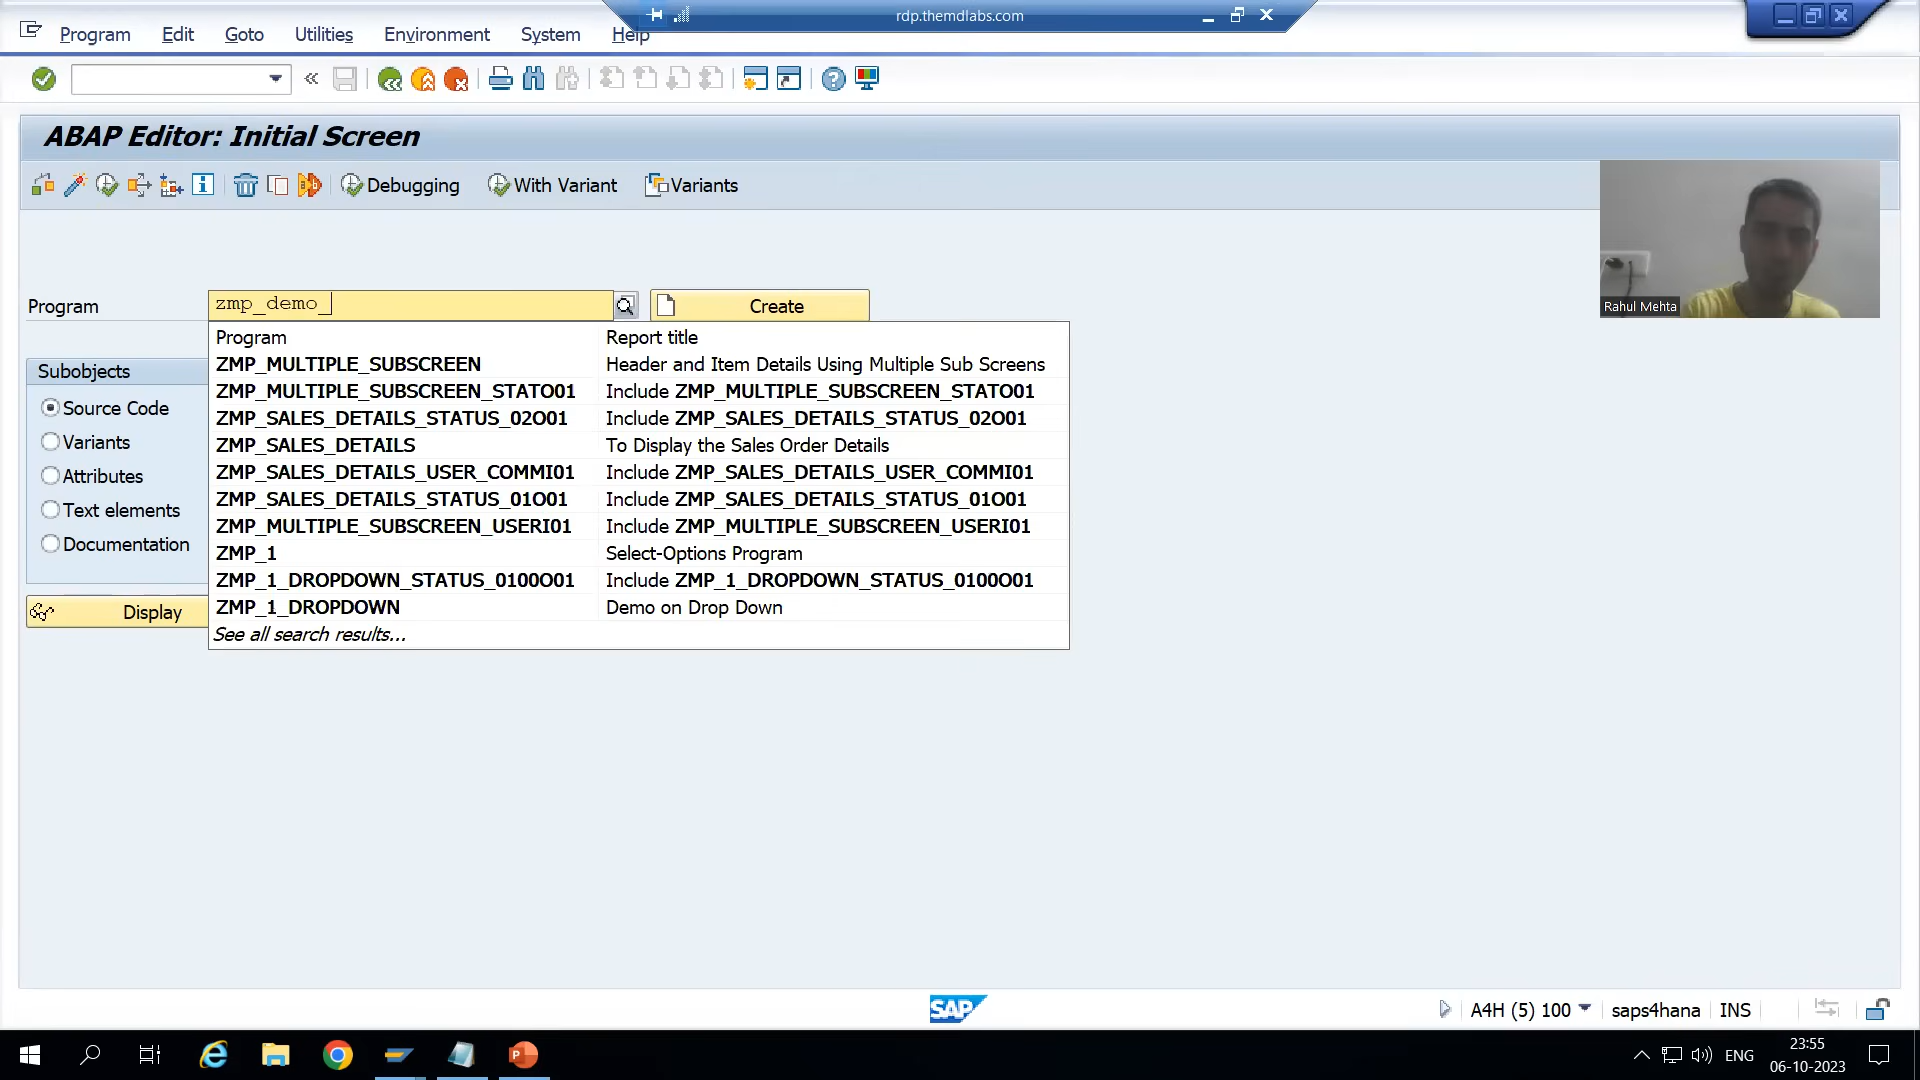 rdp.themdlabs.com
Program Edit Goto Utilities Environment System Help
ABAP Editor: Initial Screen
Debugging With Variant Variants
Rahul Mehta
Program zmp_demo_ Create
Program Report title
ZMP_MULTIPLE_SUBSCREEN Header and Item Details Using Multiple Sub Screens
ZMP_MULTIPLE_SUBSCREEN_STATO01 Include ZMP_MULTIPLE_SUBSCREEN_STATO01
ZMP_SALES_DETAILS_STATUS_02O01 Include ZMP_SALES_DETAILS_STATUS_02O01
ZMP_SALES_DETAILS To Display the Sales Order Details
ZMP_SALES_DETAILS_USER_COMMI01 Include ZMP_SALES_DETAILS_USER_COMMI01
ZMP_SALES_DETAILS_STATUS_01O01 Include ZMP_SALES_DETAILS_STATUS_01O01
ZMP_MULTIPLE_SUBSCREEN_USERI01 Include ZMP_MULTIPLE_SUBSCREEN_USERI01
ZMP_1 Select-Options Program
ZMP_1_DROPDOWN_STATUS_0100O01 Include ZMP_1_DROPDOWN_STATUS_0100O01
ZMP_1_DROPDOWN Demo on Drop Down
See all search results...
Subobjects
Source Code
Variants
Attributes
Text elements
Documentation
Display
SAP
A4H (5) 100 saps4hana INS
ENG
23:55
06-10-2023